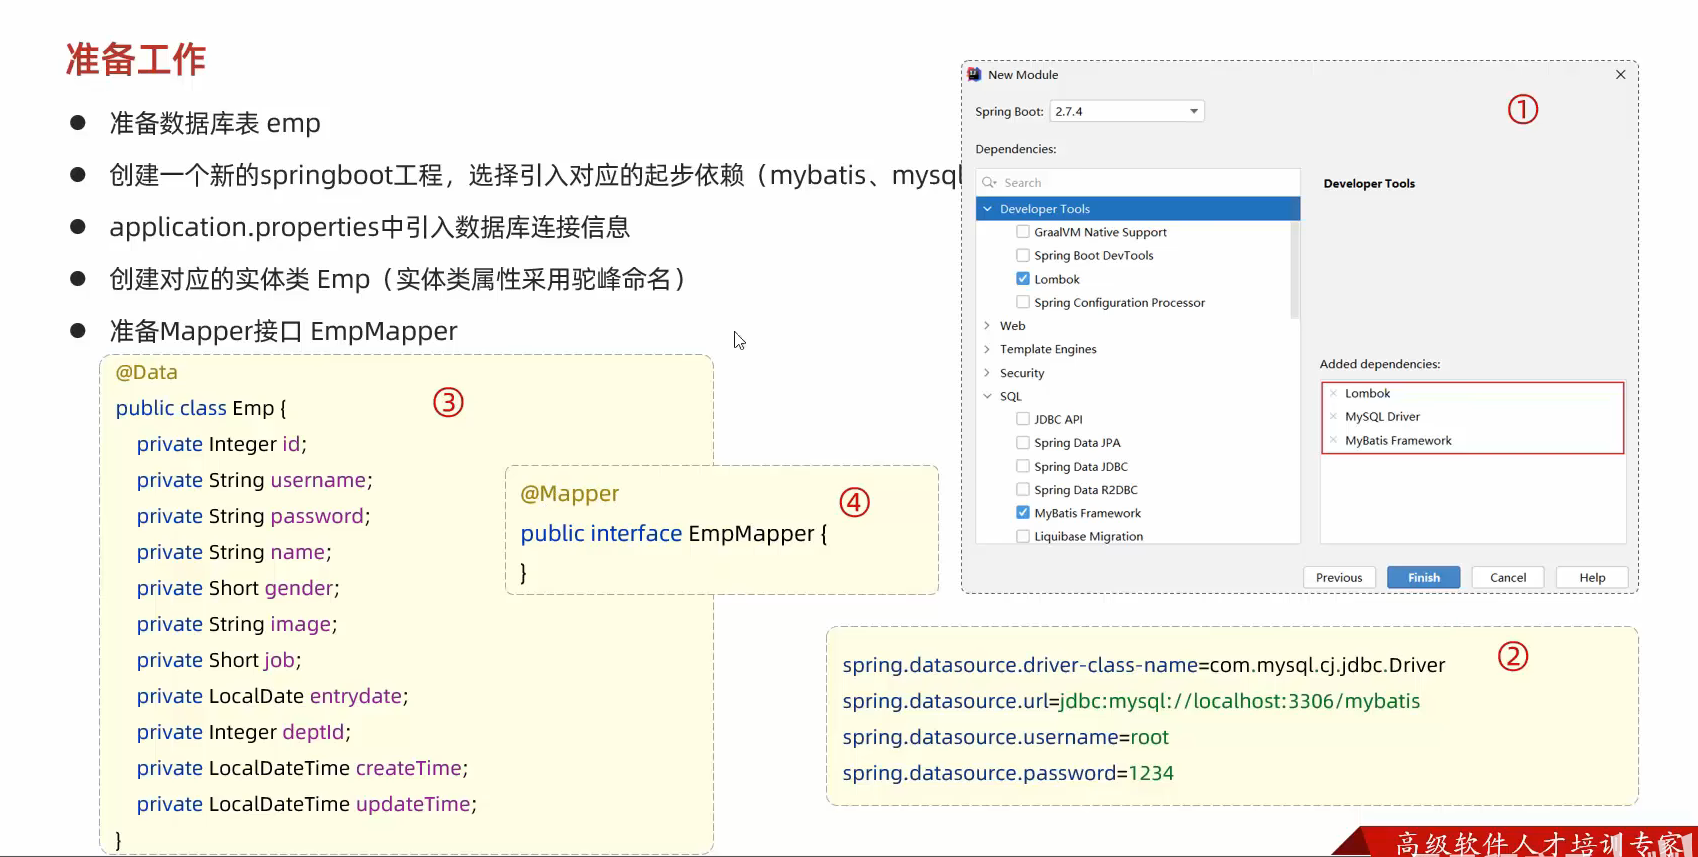 准备工作
准备数据库表 emp
创建一个新的springboot工程，选择引入对应的起步依赖（mybatis、mysql
application.properties中引入数据库连接信息
创建对应的实体类 Emp（实体类属性采用驼峰命名）
准备Mapper接口 EmpMapper
New Module
①
Spring Boot: 2.7.4
Dependencies:
Search
Developer Tools
GraalVM Native Support
Spring Boot DevTools
Lombok
Spring Configuration Processor
Web
Template Engines
Security
SQL
JDBC API
Spring Data JPA
Spring Data JDBC
Spring Data R2DBC
MyBatis Framework
Liquibase Migration
Developer Tools
Added dependencies:
Lombok
MySQL Driver
MyBatis Framework
Previous
Finish
Cancel
Help
②
spring.datasource.driver-class-name=com.mysql.cj.jdbc.Driver
spring.datasource.url=jdbc:mysql://localhost:3306/mybatis
spring.datasource.username=root
spring.datasource.password=1234
③
@Data
public class Emp {
private Integer id;
private String username;
private String password;
private String name;
private Short gender;
private String image;
private Short job;
private LocalDate entrydate;
private Integer deptId;
private LocalDateTime createTime;
private LocalDateTime updateTime;
}
④
@Mapper
public interface EmpMapper {
}
高级软件人才培训专家